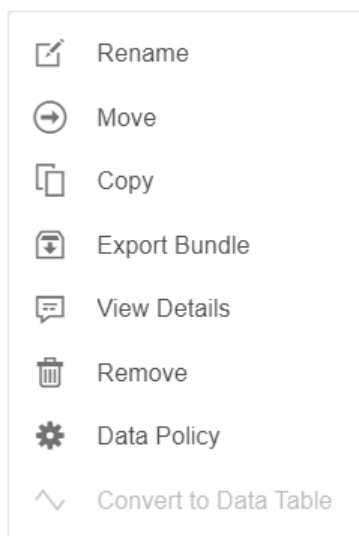 Rename
Move
Copy
Export Bundle
View Details
Remove
Data Policy
Convert to Data Table